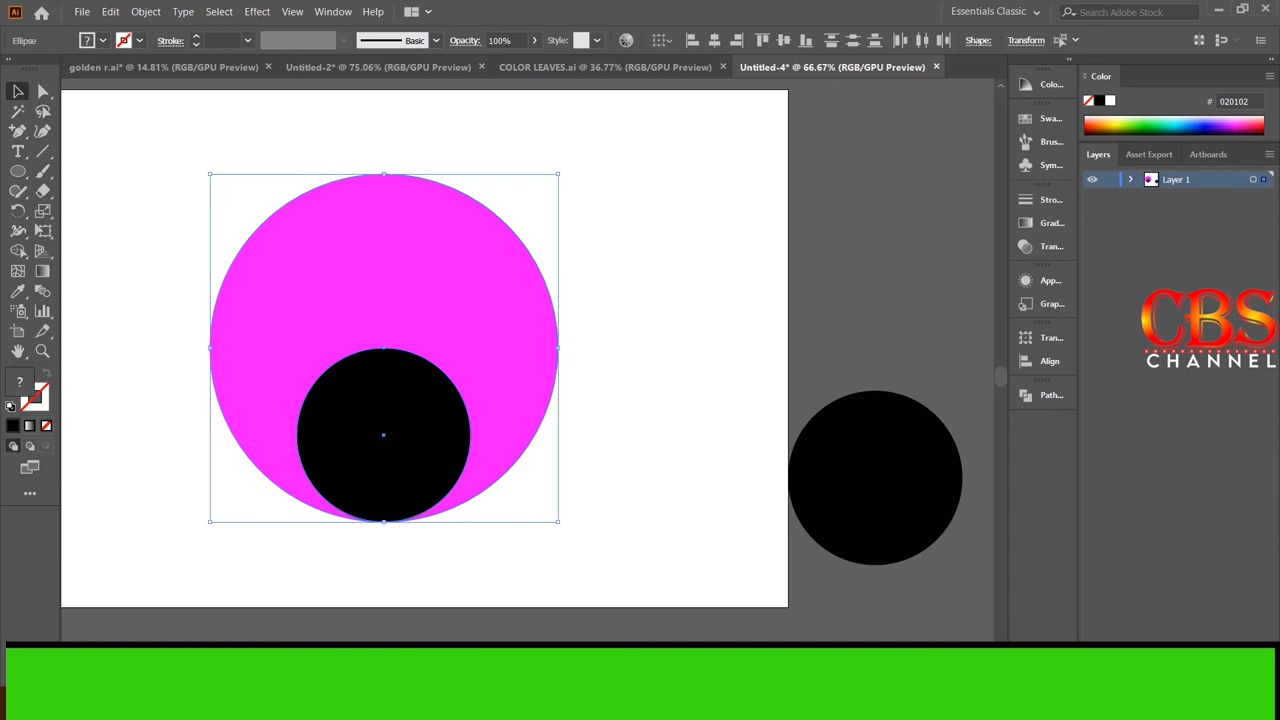 Ai File Edit Object Type Select Effect View Window Help Essentials Classic Search Adobe Stock
Ellipse ? Stroke: Basic Opacity: 100% Style: Shape: Transform
golden r.ai* @ 14.81% (RGB/GPU Preview) Untitled-2* @ 75.06% (RGB/GPU Preview) COLOR LEAVES.ai @ 36.77% (RGB/GPU Preview) Untitled-4* @ 66.67% (RGB/GPU Preview)
Colo...
Swa...
Brus...
Sym...
Stro...
Grad...
Tran...
App...
Grap...
Tran...
Align
Path...
Color
# 020102
Layers Asset Export Artboards
Layer 1
CBS
CHANNEL
?